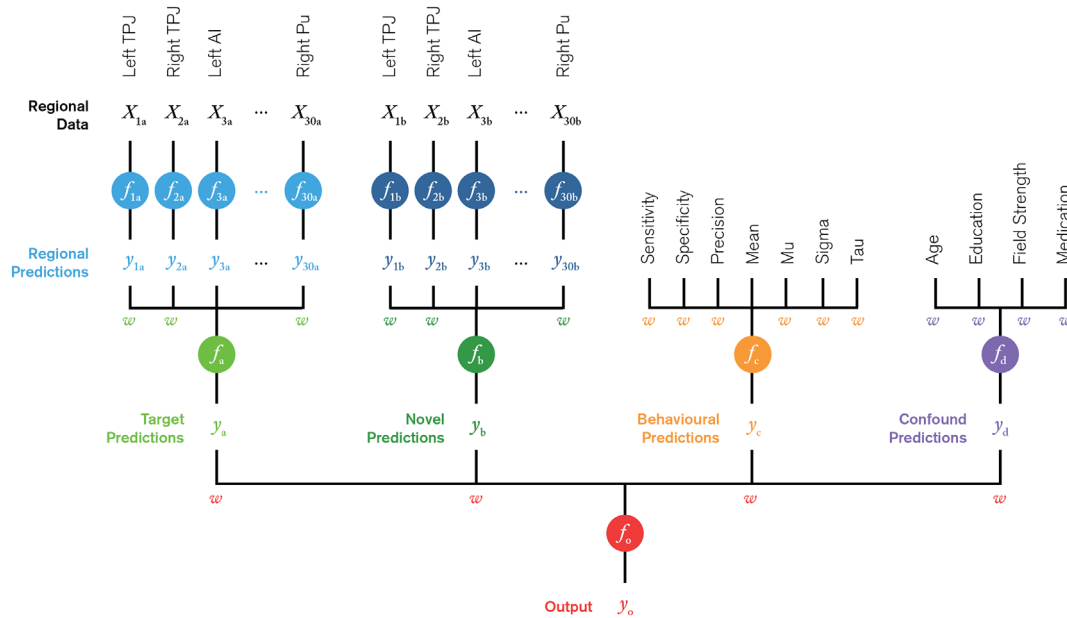 Left TPJ
Right TPJ
Left AI
Right Pu
Left TPJ
Right TPJ
Left AI
Right Pu
Regional
Data
X1a X2a X3a ... X30a X1b X2b X3b ... X30b
f1a f2a f3a ... f30a f1b f2b f3b ... f30b
Sensitivity
Specificity
Precision
Mean
Mu
Sigma
Tau
Age
Education
Field Strength
Medication
Regional
Predictions
y1a y2a y3a ... y30a y1b y2b y3b ... y30b
w w w w w w w w w w w w w w w w w
fa fb fc fd
Target
Predictions
ya
Novel
Predictions
yb
Behavioural
Predictions
yc
Confound
Predictions
yd
w w w w
fo
Output yo